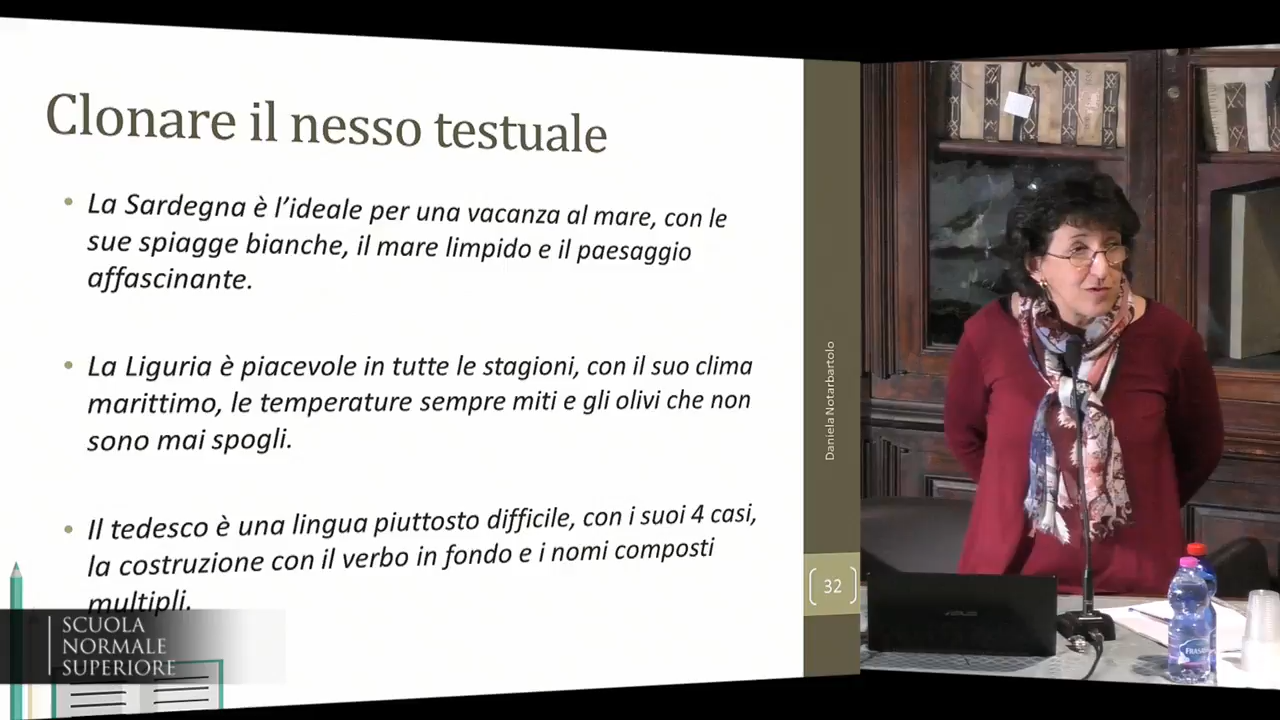 Clonare il nesso testuale
• La Sardegna è l’ideale per una vacanza al mare, con le
sue spiagge bianche, il mare limpido e il paesaggio
affascinante.
• La Liguria è piacevole in tutte le stagioni, con il suo clima
marittimo, le temperature sempre miti e gli olivi che non
sono mai spogli.
• Il tedesco è una lingua piuttosto difficile, con i suoi 4 casi,
la costruzione con il verbo in fondo e i nomi composti
multipli.
Daniela Notarbartolo
32
SCUOLA
NORMALE
SUPERIORE
ASUS